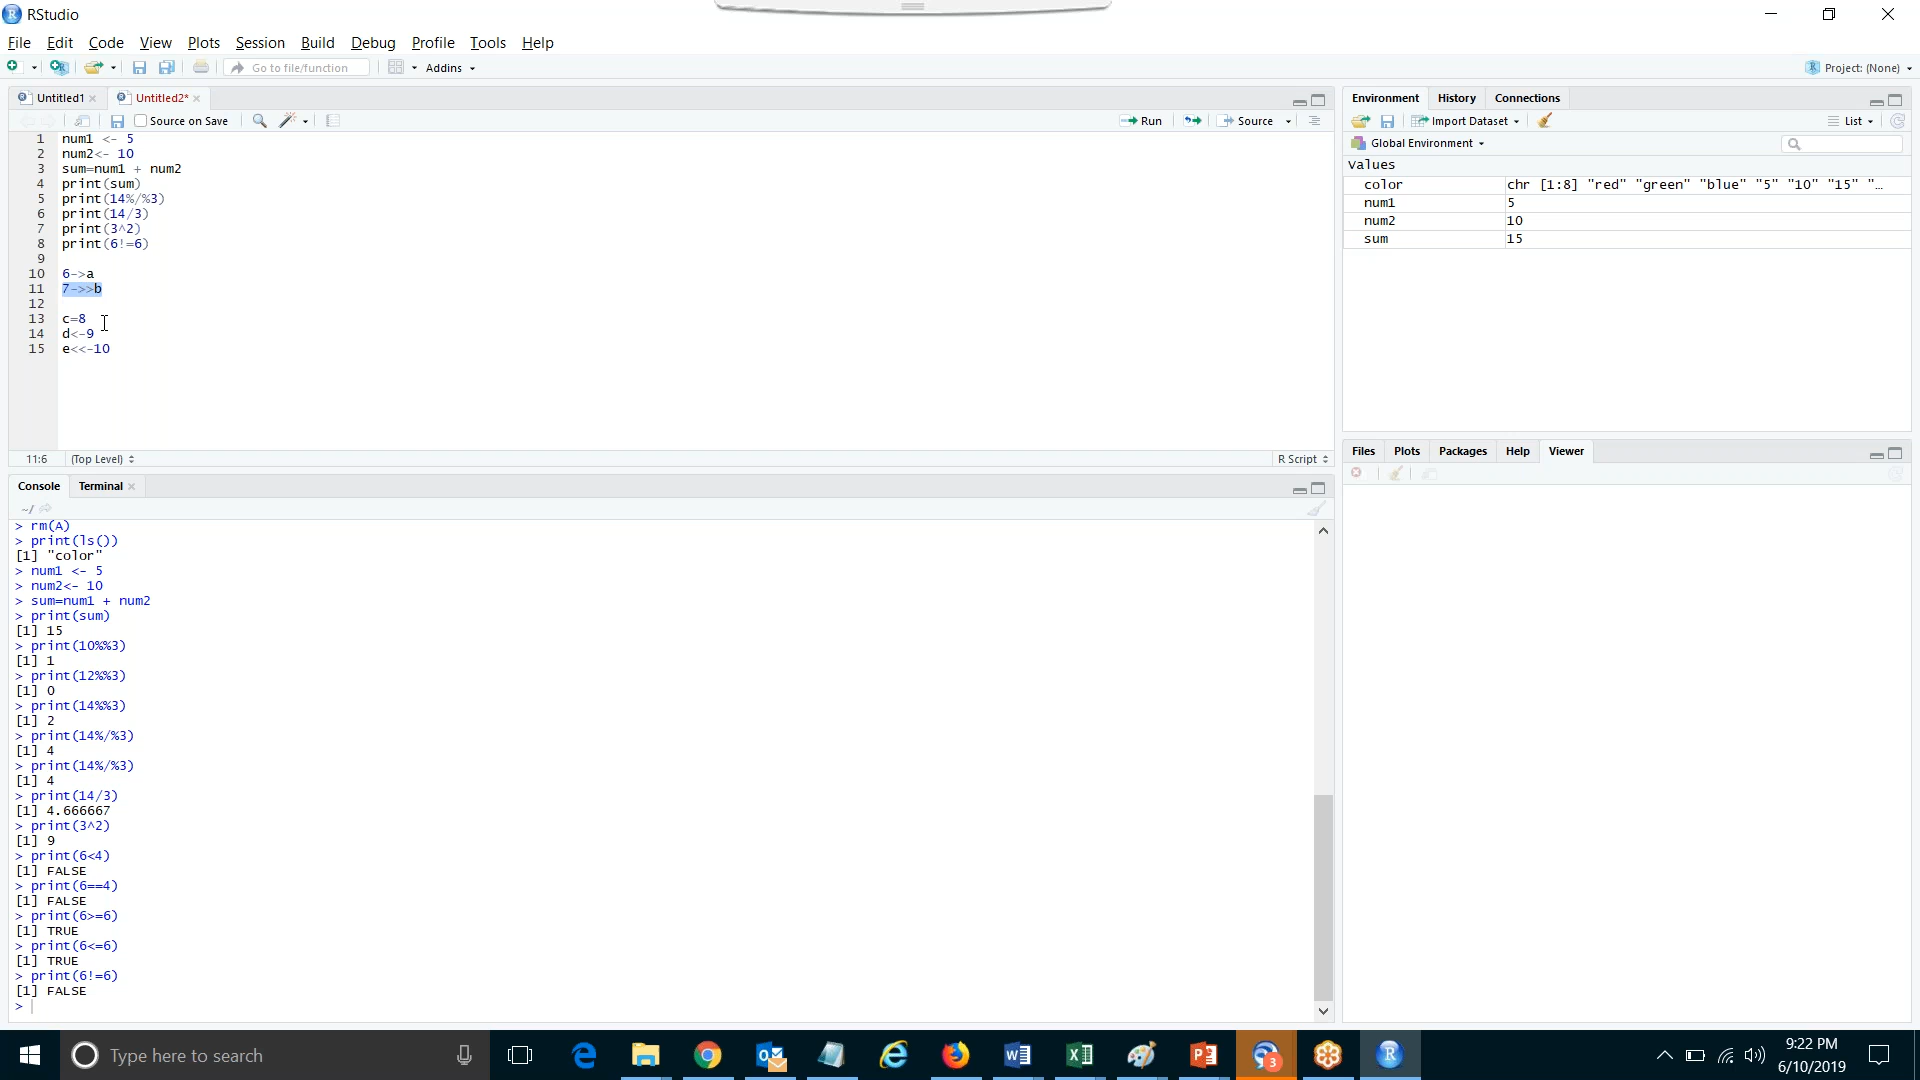 RStudio
File Edit Code View Plots Session Build Debug Profile Tools Help
Go to file/function Addins Project: (None)
Untitled1 Untitled2*
Source on Save Run Source
1 num1 <- 5
2 num2<- 10
3 sum=num1 + num2
4 print(sum)
5 print(14%/%3)
6 print(14/3)
7 print(3^2)
8 print(6!=6)
9
10 6->a
11 7->>b
12
13 c=8
14 d<-9
15 e<<-10
11:6 (Top Level) R Script
Console Terminal
~/
> rm(A)
> print(ls())
[1] "color"
> num1 <- 5
> num2<- 10
> sum=num1 + num2
> print(sum)
[1] 15
> print(10%%3)
[1] 1
> print(12%%3)
[1] 0
> print(14%%3)
[1] 2
> print(14%/%3)
[1] 4
> print(14%/%3)
[1] 4
> print(14/3)
[1] 4.666667
> print(3^2)
[1] 9
> print(6<4)
[1] FALSE
> print(6==4)
[1] FALSE
> print(6>=6)
[1] TRUE
> print(6<=6)
[1] TRUE
> print(6!=6)
[1] FALSE
>
Environment History Connections
Import Dataset List
Global Environment
Values
color chr [1:8] "red" "green" "blue" "5" "10" "15" "…
num1 5
num2 10
sum 15
Files Plots Packages Help Viewer
Type here to search
3
9:22 PM
6/10/2019